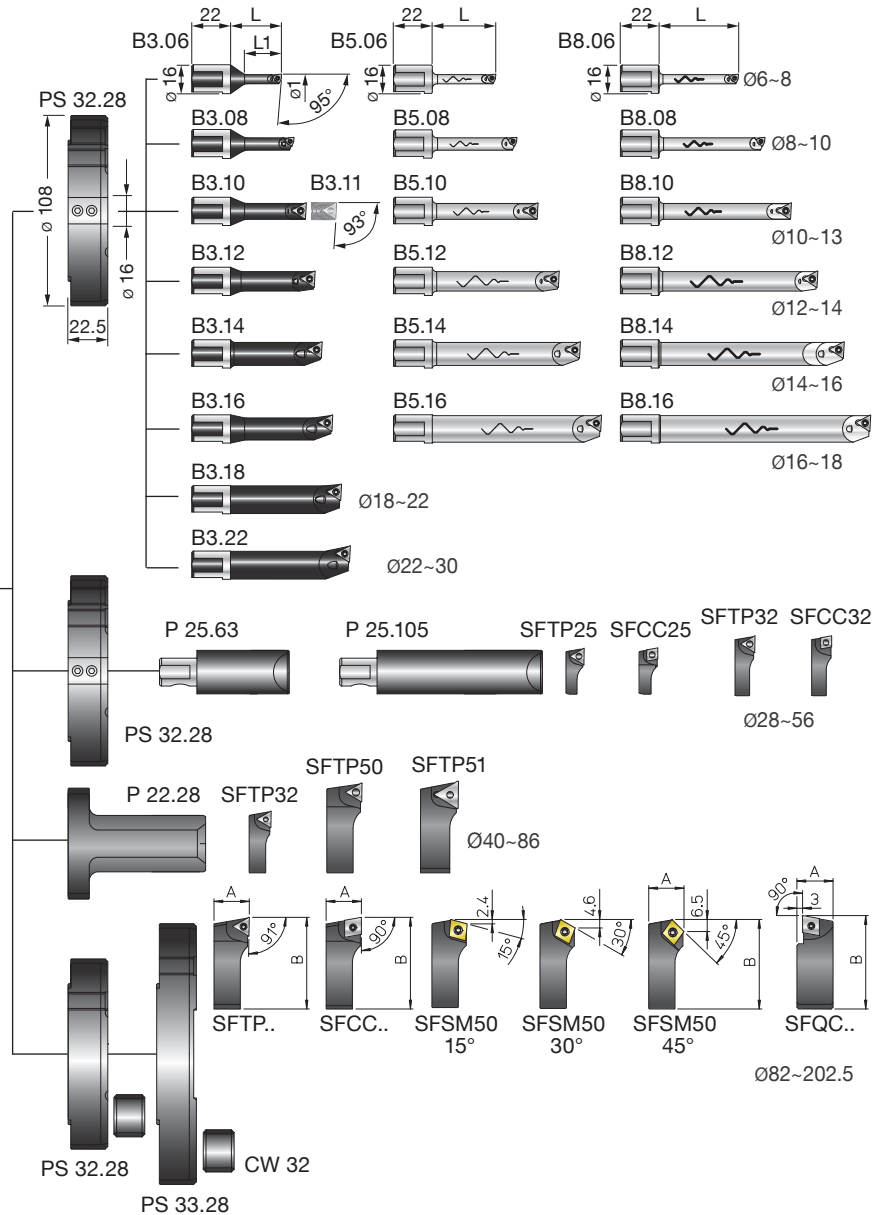 22 L
L1
B3.06
Ø 16
Ø1
95°
22 L
B5.06
Ø 16
22 L
B8.06
Ø 16
Ø6~8
PS 32.28
Ø 108
Ø 16
22.5
B3.08 B5.08 B8.08
Ø8~10
B3.10 B3.11 B5.10 B8.10
93°
Ø10~13
B3.12 B5.12 B8.12
Ø12~14
B3.14 B5.14 B8.14
Ø14~16
B3.16 B5.16 B8.16
Ø16~18
B3.18
Ø18~22
B3.22
Ø22~30
P 25.63 P 25.105 SFTP25 SFCC25 SFTP32 SFCC32
PS 32.28
Ø28~56
P 22.28 SFTP32 SFTP50 SFTP51
Ø40~86
A
91°
B
SFTP..
A
90°
B
SFCC..
2.4
15°
SFSM50
15°
4.6
30°
SFSM50
30°
A
6.5
45°
B
SFSM50
45°
90°
A
3
B
SFQC..
Ø82~202.5
PS 32.28
CW 32
PS 33.28